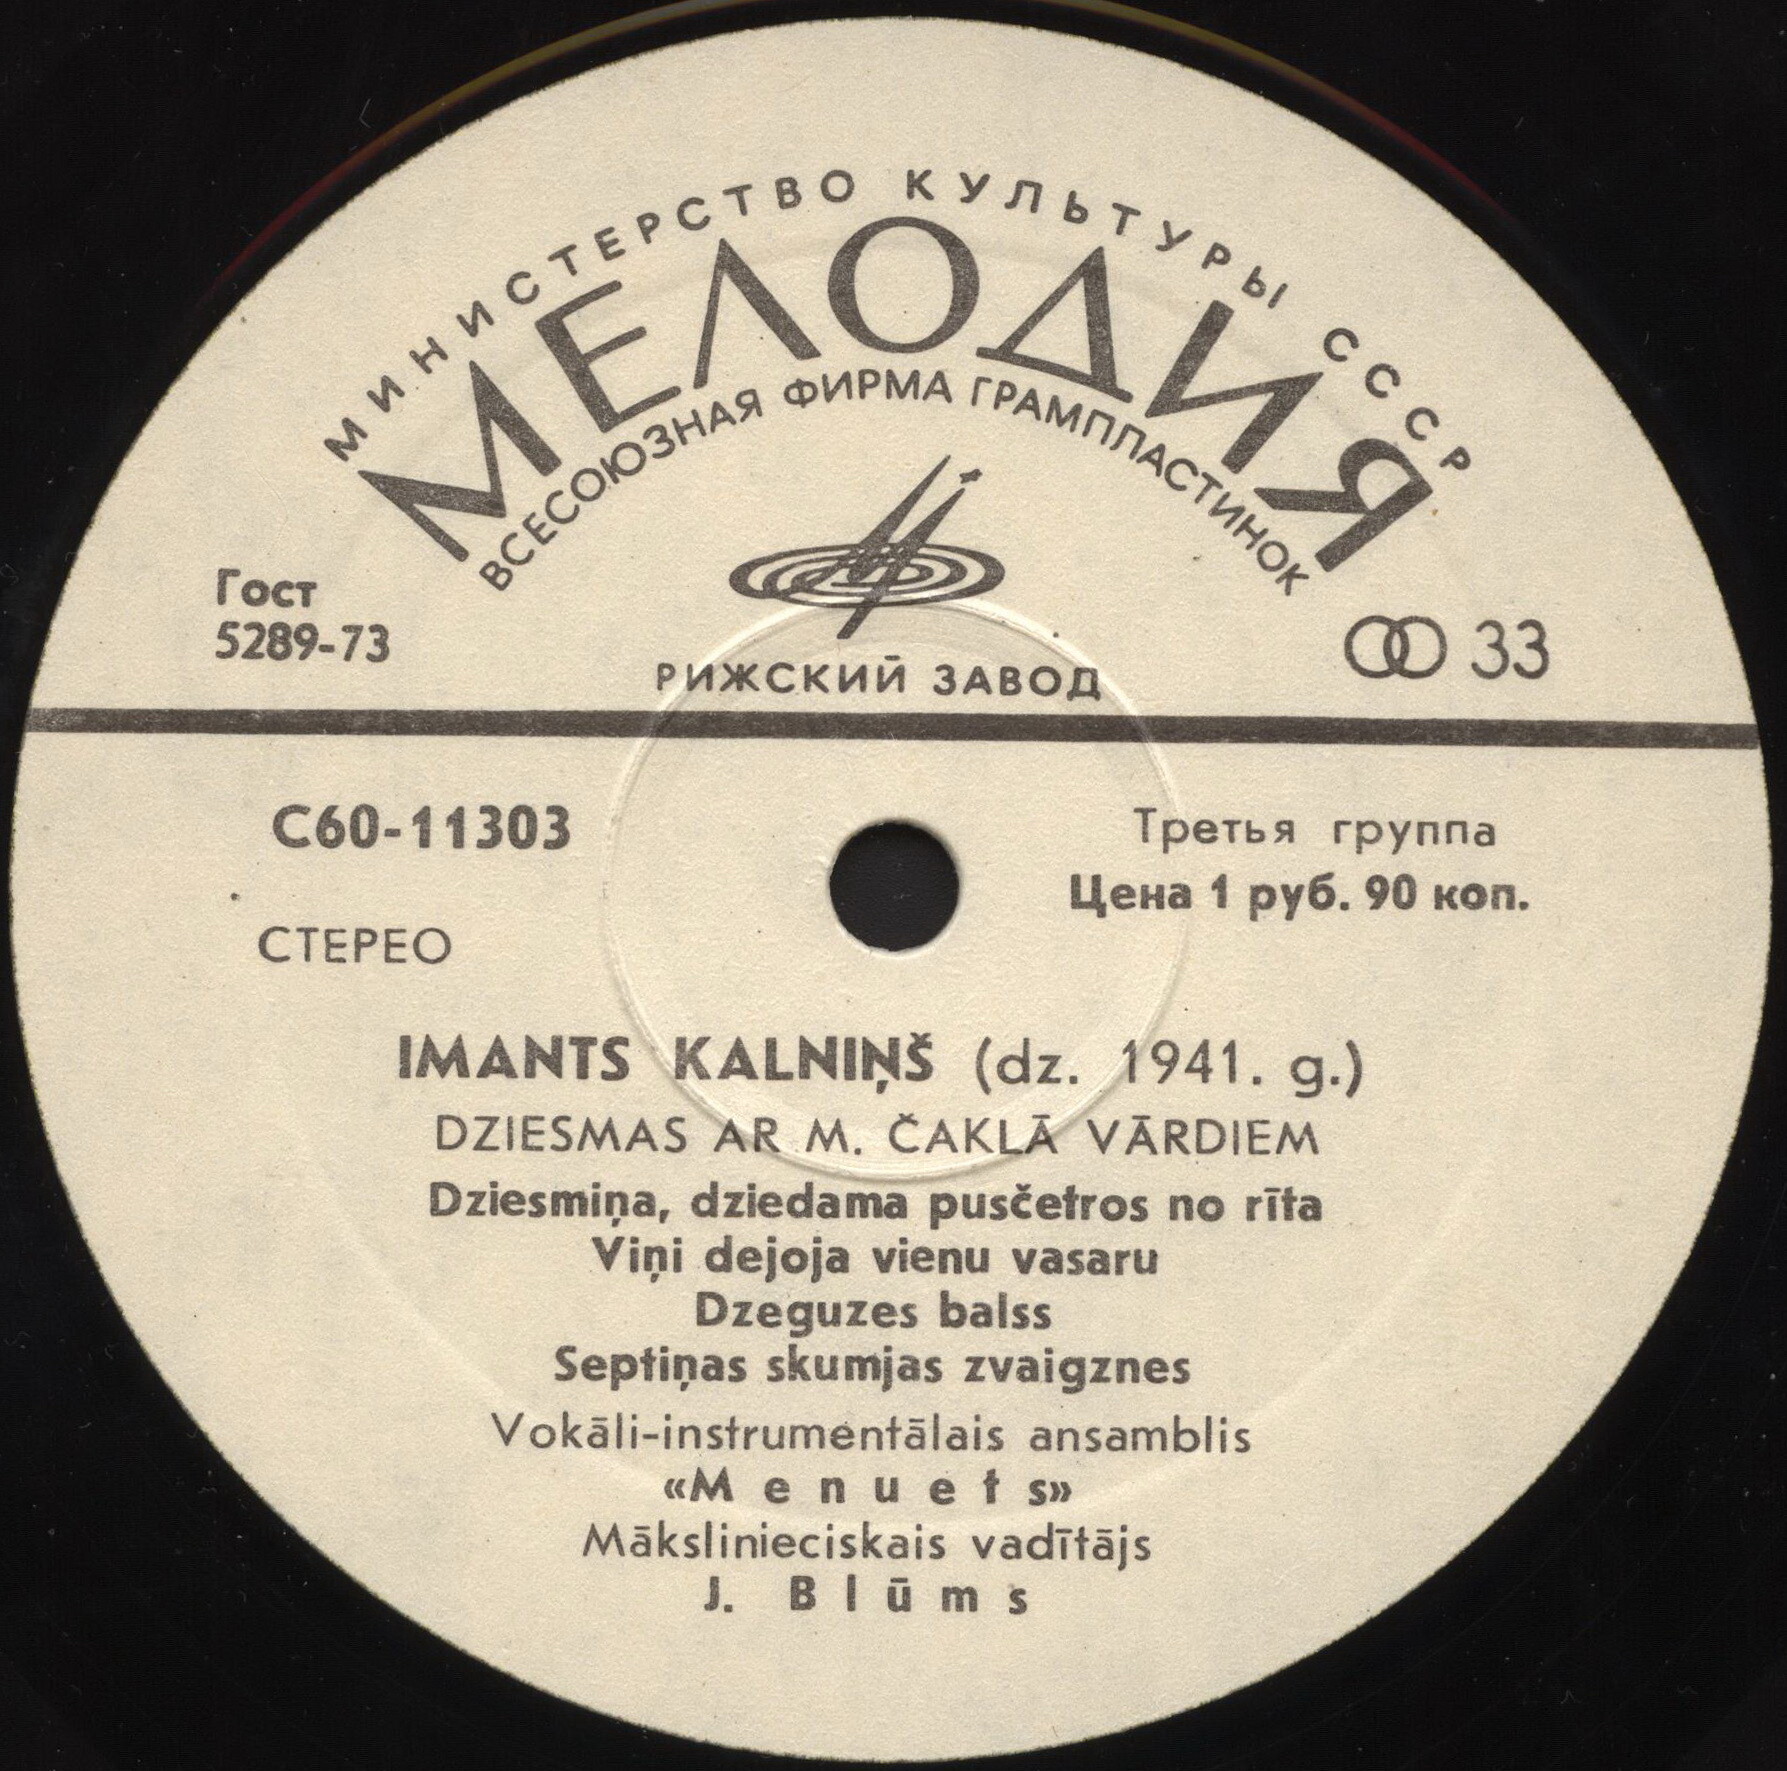 МИНИСТЕРСТВО КУЛЬТУРЫ СССР
МЕЛОДИЯ
ВСЕСОЮЗНАЯ ФИРМА ГРАМПЛАСТИНОК
Гост
5289-73
33
РИЖСКИЙ ЗАВОД
С60-11303
Третья группа
Цена 1 руб. 90 коп.
СТЕРЕО
IMANTS KALNIŅŠ (dz. 1941. g.)
DZIESMAS AR M. ČAKLĀ VĀRDIEM
Dziesmiņa, dziedama pusčetros no rīta
Viņi dejoja vienu vasaru
Dzeguzes balss
Septiņas skumjas zvaigznes
Vokāli-instrumentālais ansamblis
«Menuets»
Mākslinieciskais vadītājs
J. Blūms